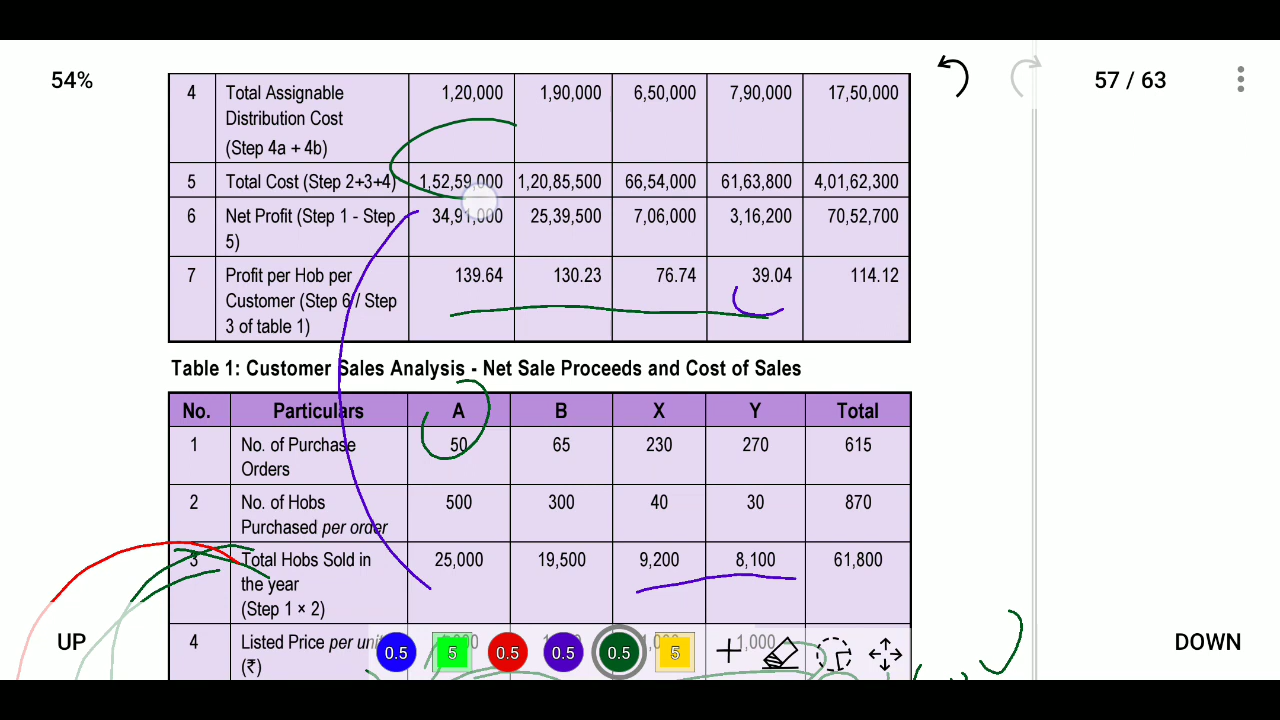 54%
57 / 63
4 Total Assignable 1,20,000 1,90,000 6,50,000 7,90,000 17,50,000
Distribution Cost
(Step 4a + 4b)
5 Total Cost (Step 2+3+4) 1,52,59,000 1,20,85,500 66,54,000 61,63,800 4,01,62,300
6 Net Profit (Step 1 - Step 34,91,000 25,39,500 7,06,000 3,16,200 70,52,700
5)
7 Profit per Hob per 139.64 130.23 76.74 39.04 114.12
Customer (Step 6 / Step
3 of table 1)
Table 1: Customer Sales Analysis - Net Sale Proceeds and Cost of Sales
No. Particulars A B X Y Total
1 No. of Purchase 50 65 230 270 615
Orders
2 No. of Hobs 500 300 40 30 870
Purchased per order
3 Total Hobs Sold in 25,000 19,500 9,200 8,100 61,800
the year
(Step 1 × 2)
4 Listed Price per unit 1,000
(₹)
UP
0.5 5 0.5 0.5 0.5 5
DOWN